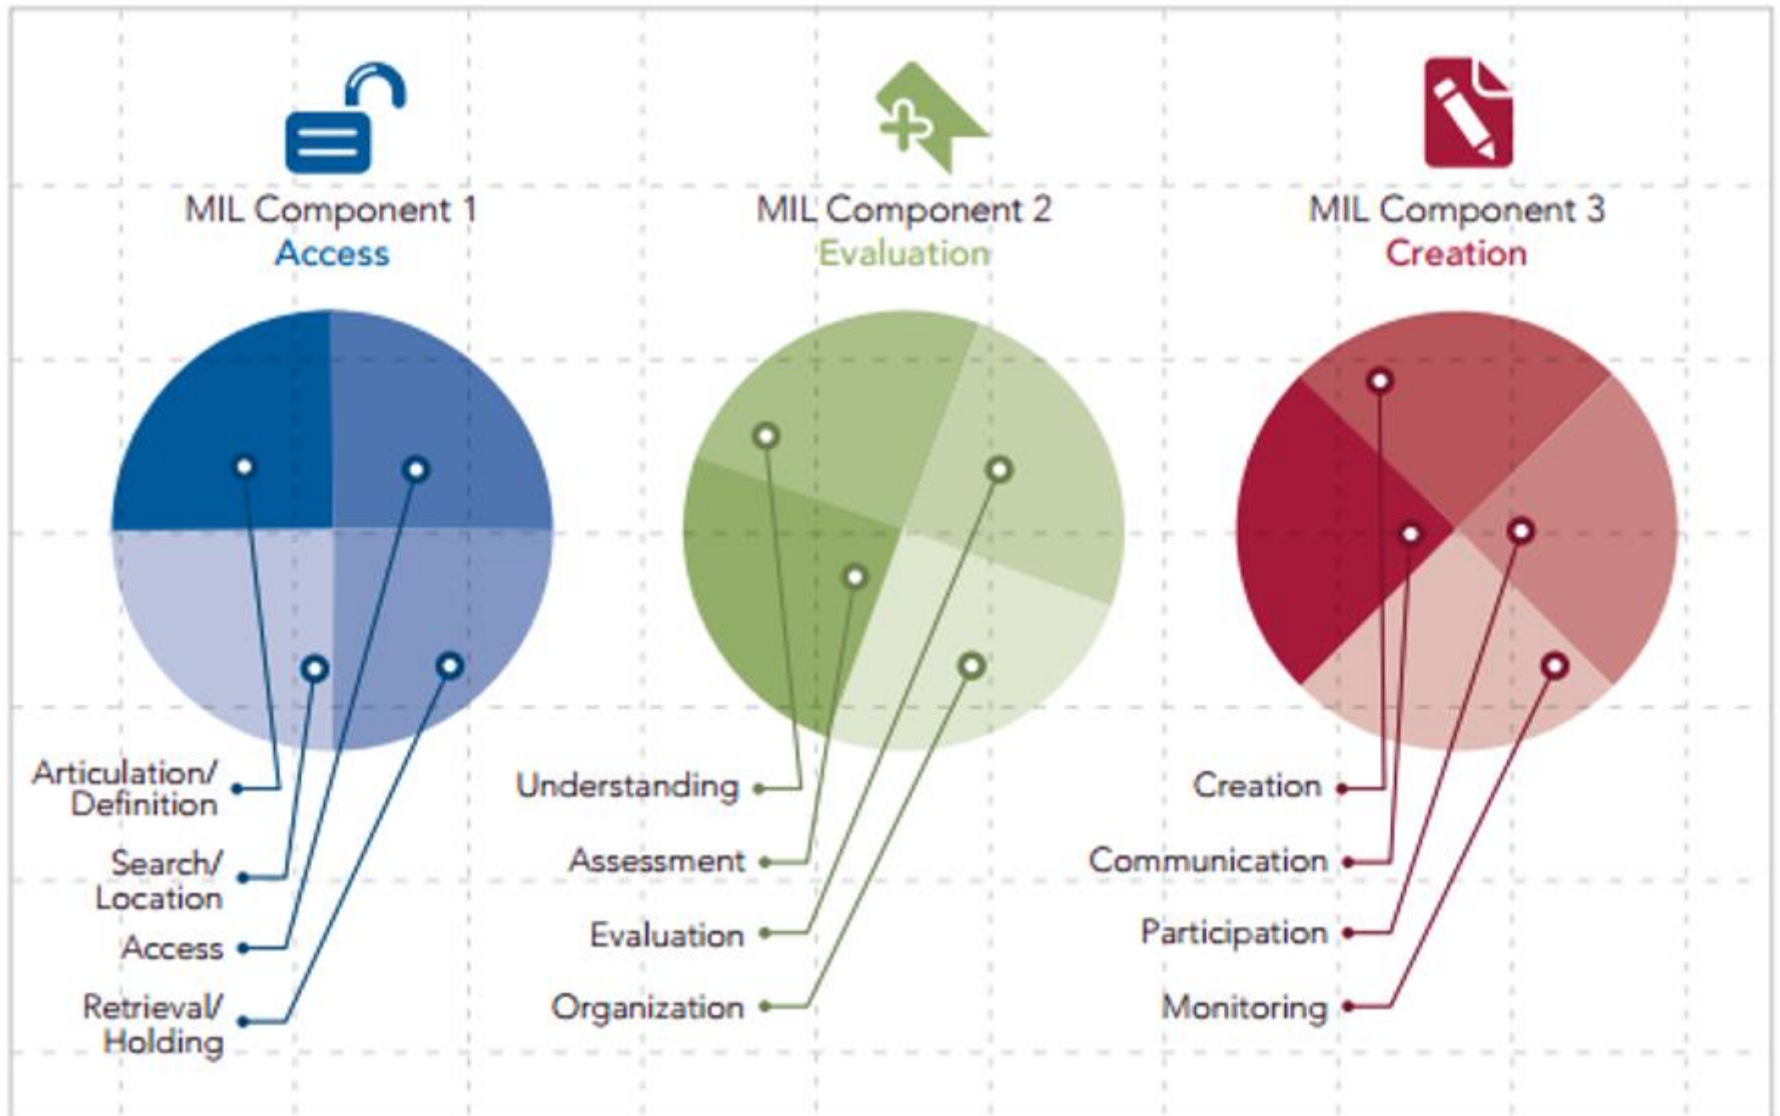 MIL Component 1
Access
MIL Component 2
Evaluation
MIL Component 3
Creation
Articulation/
Definition
Search/
Location
Access
Retrieval/
Holding
Understanding
Assessment
Evaluation
Organization
Creation
Communication
Participation
Monitoring